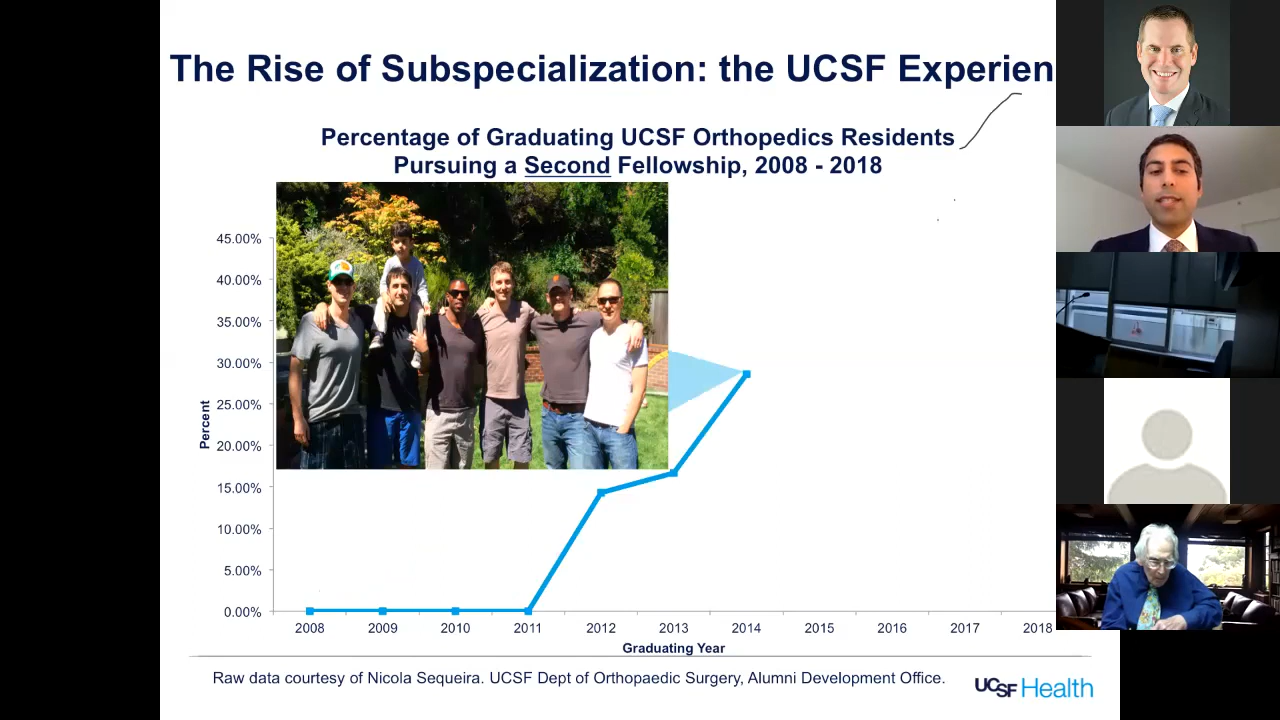 The Rise of Subspecialization: the UCSF Experien
Percentage of Graduating UCSF Orthopedics Residents
Pursuing a Second Fellowship, 2008 - 2018
45.00%
40.00%
35.00%
30.00%
25.00%
20.00%
15.00%
10.00%
5.00%
0.00%
Percent
2008 2009 2010 2011 2012 2013 2014 2015 2016 2017 2018
Graduating Year
Raw data courtesy of Nicola Sequeira. UCSF Dept of Orthopaedic Surgery, Alumni Development Office.
UCSF Health